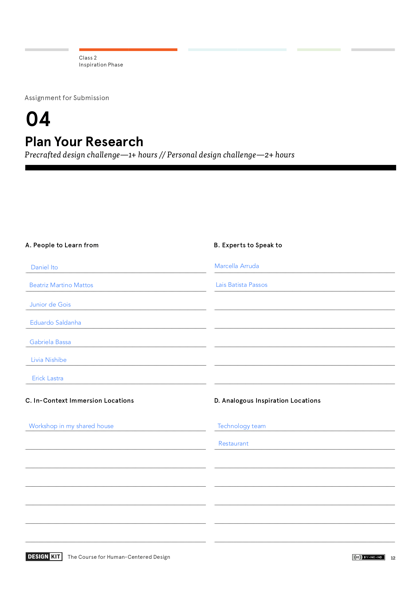 Class 2
Inspiration Phase
Assignment for Submission
04
Plan Your Research
Precrafted design challenge—1+ hours // Personal design challenge—2+ hours
A. People to Learn from
Daniel Ito
Beatriz Martino Mattos
Junior de Gois
Eduardo Saldanha
Gabriela Bassa
Livia Nishibe
Erick Lastra
B. Experts to Speak to
Marcella Arruda
Lais Batista Passos
C. In-Context Immersion Locations
Workshop in my shared house
D. Analogous Inspiration Locations
Technology team
Restaurant
DESIGN KIT The Course for Human-Centered Design